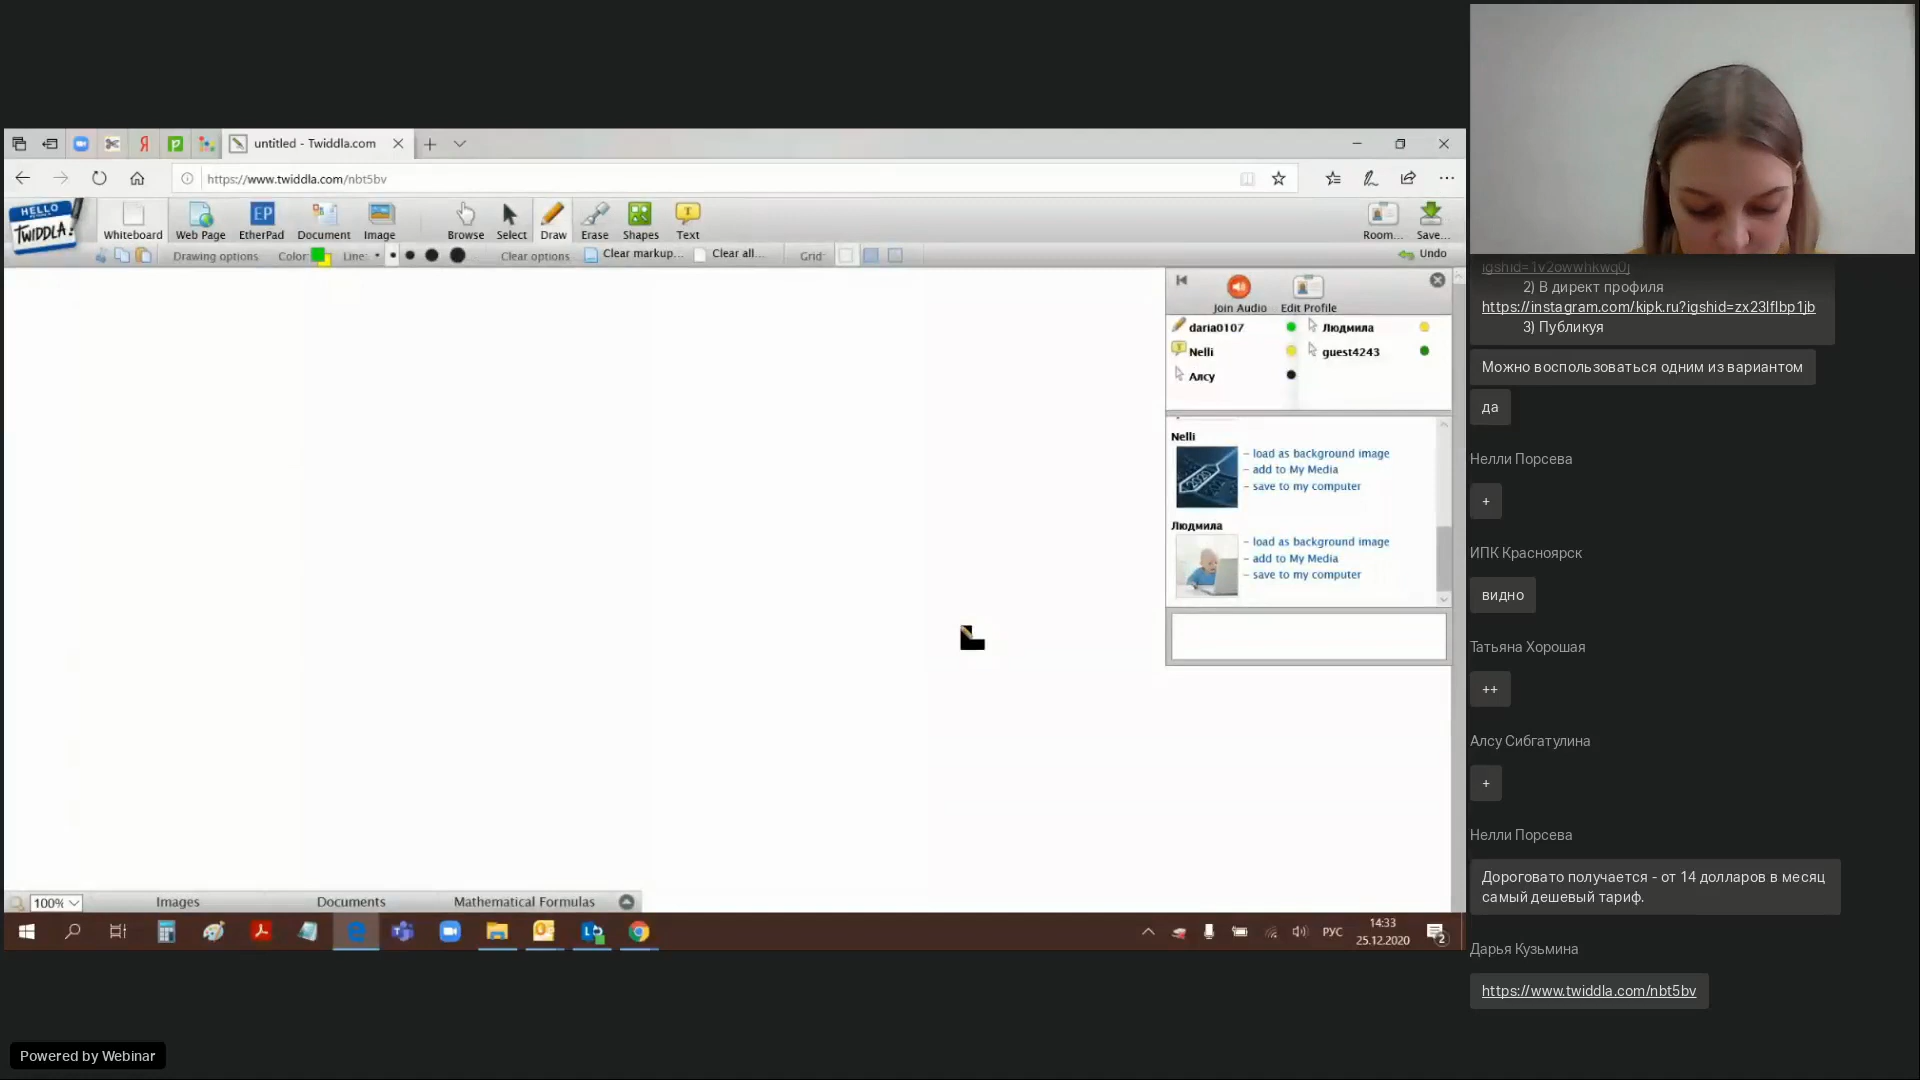 untitled - Twiddla.com
https://www.twiddla.com/nbt5bv
HELLO
TWIDDLA!
Whiteboard
Web Page
EP
EtherPad
Document
Image
Browse
Select
Draw
Erase
Shapes
Text
Room...
Save...
Drawing options
Color:
Line:
Clear options
Clear markup...
Clear all...
Grid:
Undo
Join Audio
Edit Profile
daria0107
Людмила
Nelli
guest4243
Алсу
Nelli
- load as background image
- add to My Media
- save to my computer
Людмила
- load as background image
- add to My Media
- save to my computer
100%
Images
Documents
Mathematical Formulas
РУС
14:33
25.12.2020
2
igshid=1v2owwhkwq0j
2) В директ профиля
https://instagram.com/kipk.ru?igshid=zx23lflbp1jb
3) Публикуя
Можно воспользоваться одним из вариантом
да
Нелли Порсева
+
ИПК Красноярск
видно
Татьяна Хорошая
++
Алсу Сибгатулина
+
Нелли Порсева
Дороговато получается - от 14 долларов в месяц
самый дешевый тариф.
Дарья Кузьмина
https://www.twiddla.com/nbt5bv
Powered by Webinar